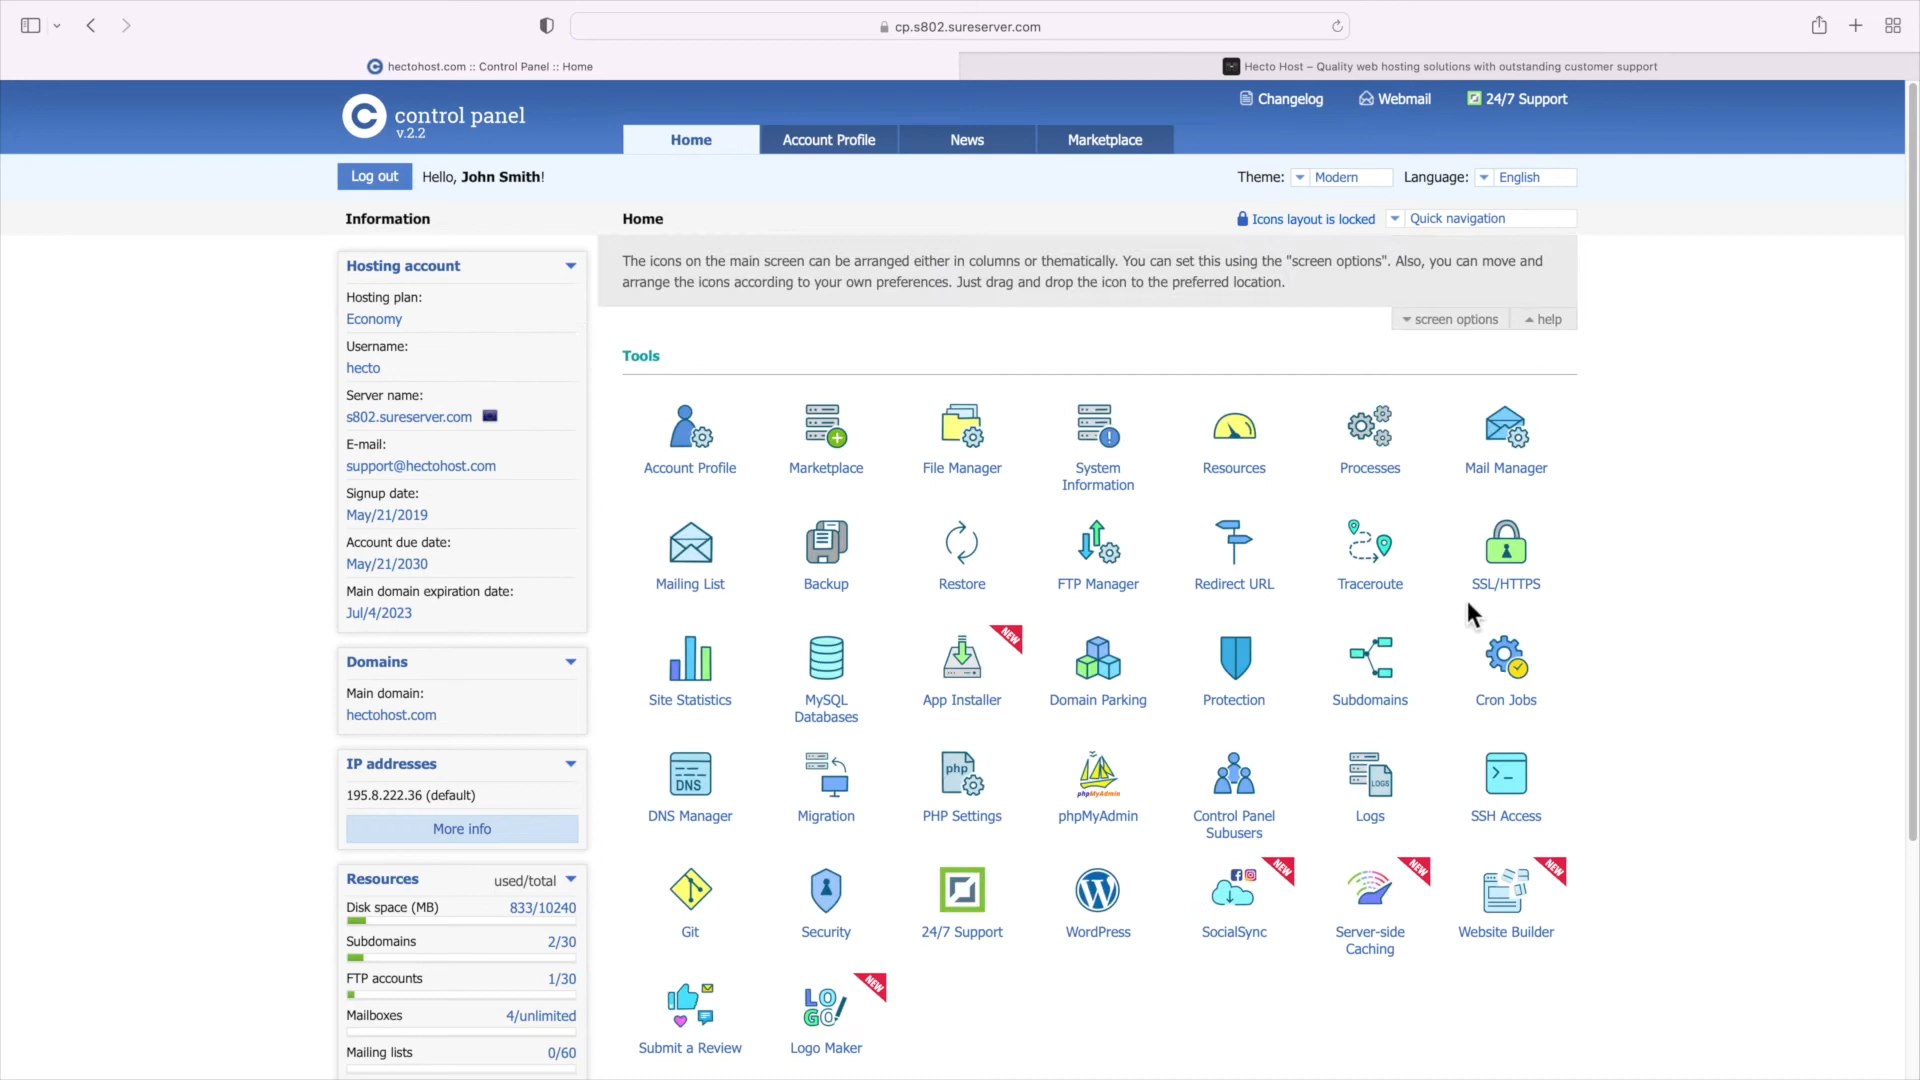 cp.s802.sureserver.com
hectohost.com :: Control Panel :: Home
Hecto Host – Quality web hosting solutions with outstanding customer support
control panel
v.2.2
Changelog
Webmail
24/7 Support
Home
Account Profile
News
Marketplace
Log out
Hello, John Smith!
Theme:
Modern
Language:
English
Information
Home
Icons layout is locked
Quick navigation
Hosting account
Hosting plan:
Economy
Username:
hecto
Server name:
s802.sureserver.com
E-mail:
support@hectohost.com
Signup date:
May/21/2019
Account due date:
May/21/2030
Main domain expiration date:
Jul/4/2023
Domains
Main domain:
hectohost.com
IP addresses
195.8.222.36 (default)
More info
Resources
used/total
Disk space (MB)
833/10240
Subdomains
2/30
FTP accounts
1/30
Mailboxes
4/unlimited
Mailing lists
0/60
The icons on the main screen can be arranged either in columns or thematically. You can set this using the "screen options". Also, you can move and
arrange the icons according to your own preferences. Just drag and drop the icon to the preferred location.
screen options
help
Tools
Account Profile
Marketplace
File Manager
System
Information
Resources
Processes
Mail Manager
Mailing List
Backup
Restore
FTP Manager
Redirect URL
Traceroute
SSL/HTTPS
Site Statistics
MySQL
Databases
NEW
App Installer
Domain Parking
Protection
Subdomains
Cron Jobs
DNS
DNS Manager
Migration
php
PHP Settings
phpMyAdmin
phpMyAdmin
Control Panel
Subusers
LOGS
Logs
SSH Access
Git
Security
24/7 Support
WordPress
NEW
SocialSync
NEW
Server-side
Caching
NEW
Website Builder
Submit a Review
NEW
LOGO
Logo Maker